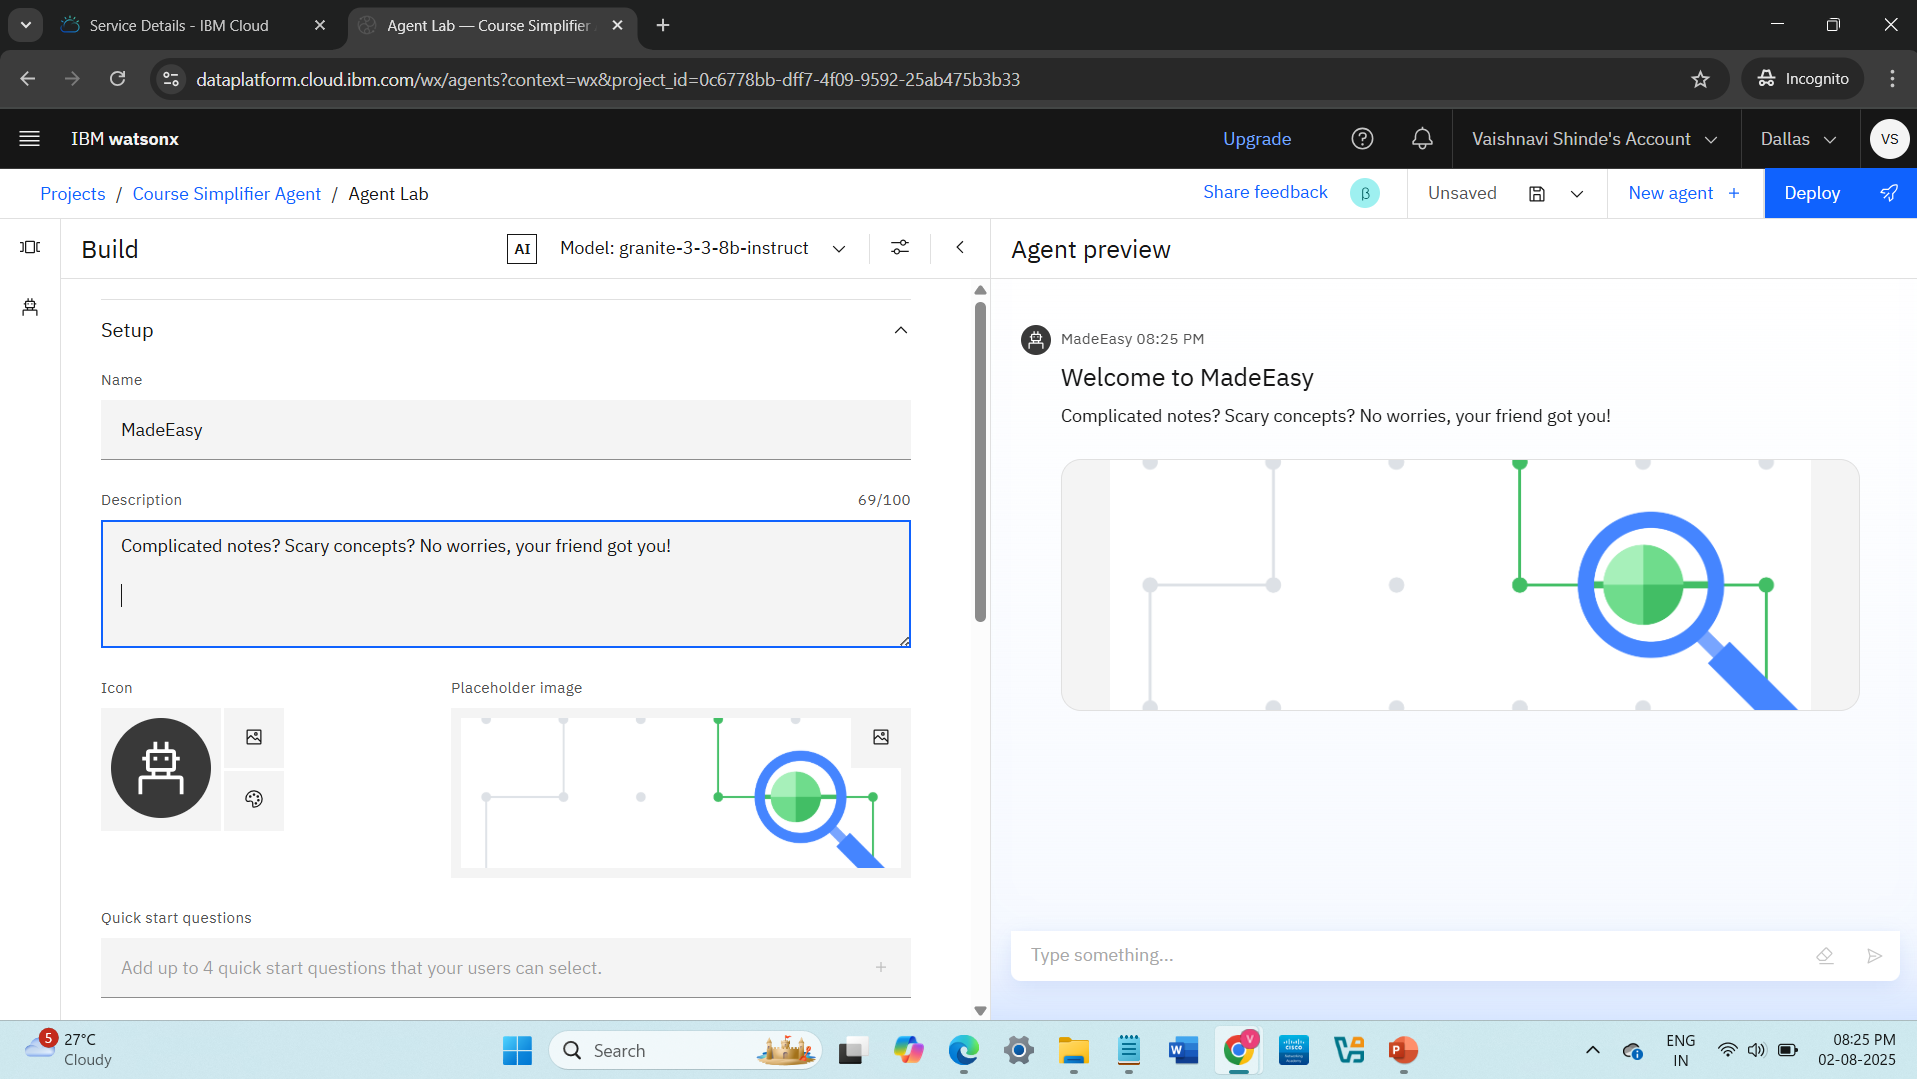 Service Details - IBM Cloud
Agent Lab — Course Simplifier
dataplatform.cloud.ibm.com/wx/agents?context=wx&project_id=0c6778bb-dff7-4f09-9592-25ab475b3b33
Incognito
IBM watsonx
Upgrade
Vaishnavi Shinde's Account
Dallas
VS
Projects / Course Simplifier Agent / Agent Lab
Share feedback
β
Unsaved
New agent +
Deploy
Build
AI
Model: granite-3-3-8b-instruct
Agent preview
Setup
Name
MadeEasy
Description
69/100
Complicated notes? Scary concepts? No worries, your friend got you!
Icon
Placeholder image
Quick start questions
Add up to 4 quick start questions that your users can select.
MadeEasy 08:25 PM
Welcome to MadeEasy
Complicated notes? Scary concepts? No worries, your friend got you!
Type something...
5
27°C
Cloudy
Search
W
V
CISCO
P
ENG
IN
08:25 PM
02-08-2025